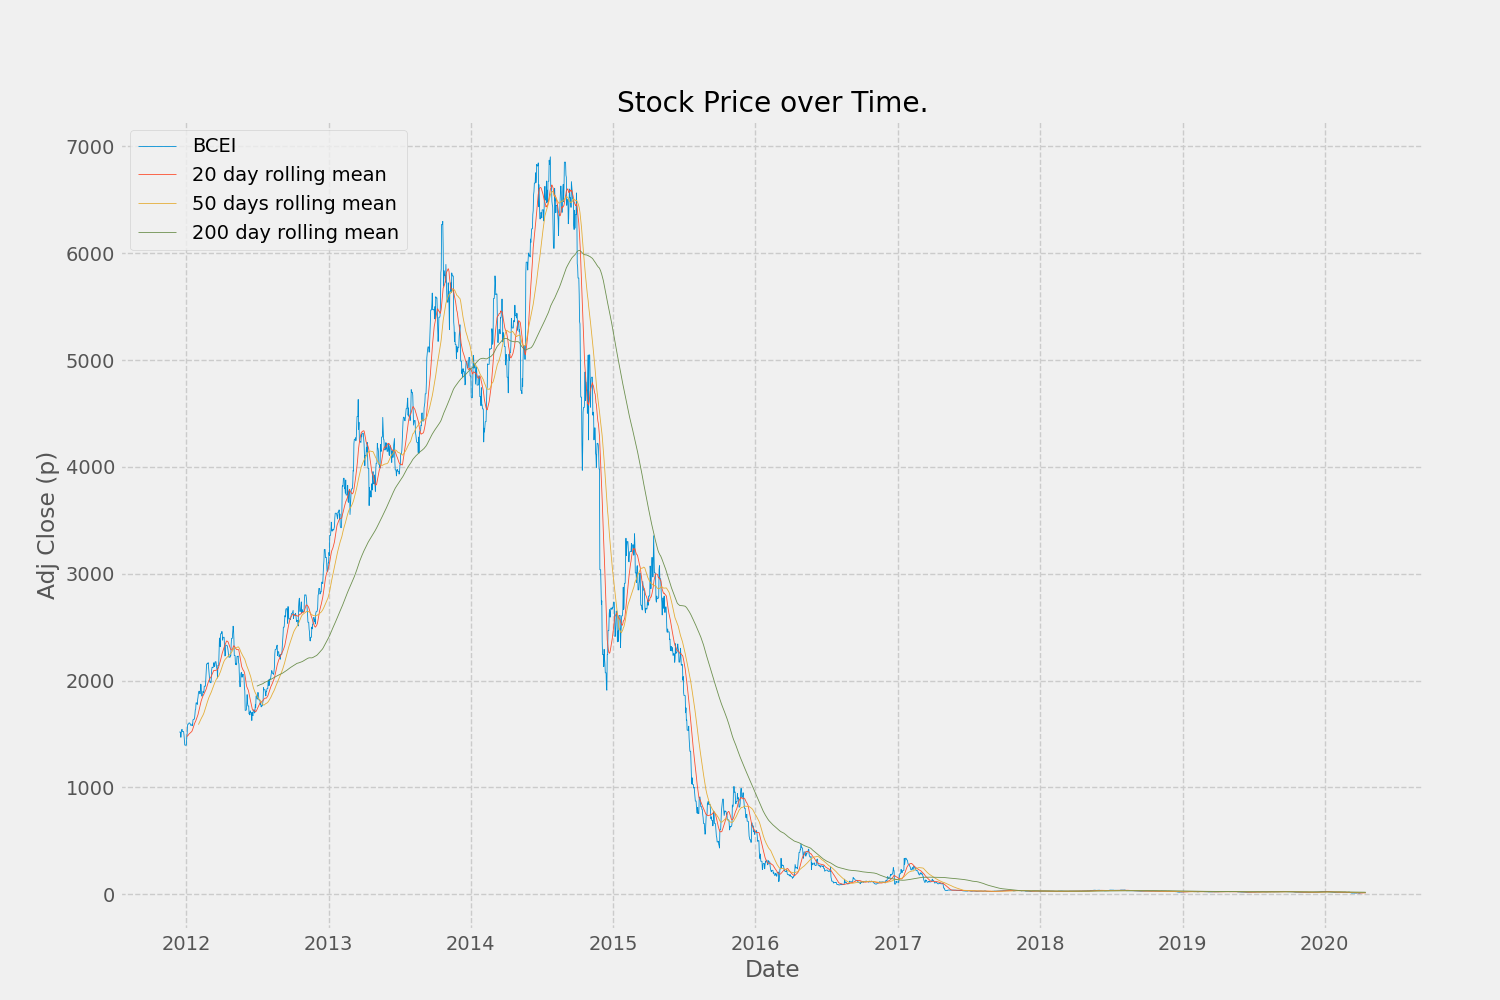 Stock Price over Time.
BCEI
20 day rolling mean
50 days rolling mean
200 day rolling mean
7000
6000
5000
4000
3000
2000
1000
0
Adj Close (p)
2012 2013 2014 2015 2016 2017 2018 2019 2020
Date